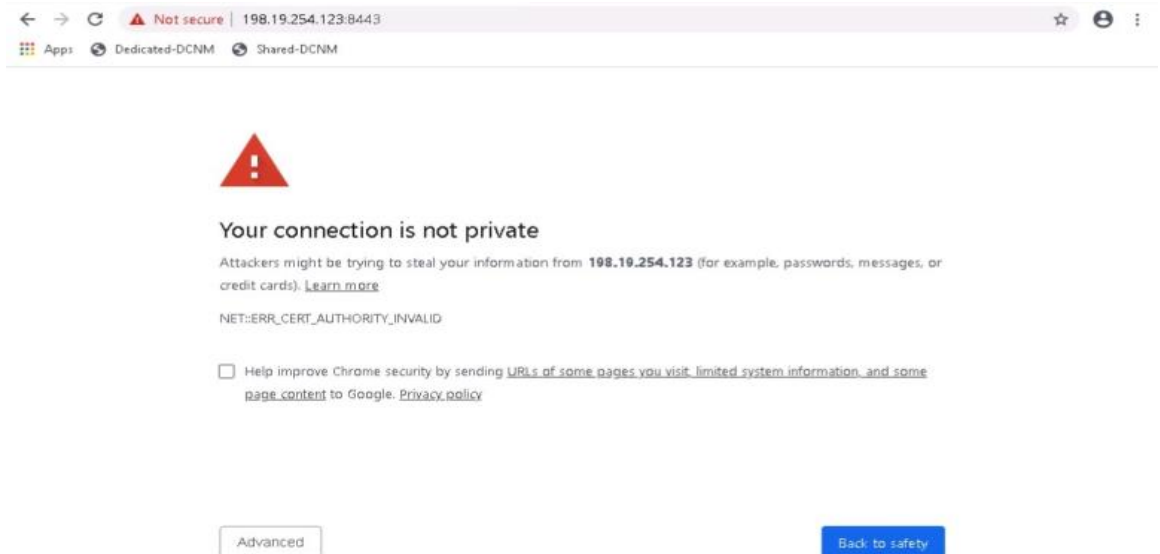 Not secure | 198.19.254.123:8443
Apps Dedicated-DCNM Shared-DCNM
Your connection is not private
Attackers might be trying to steal your information from 198.19.254.123 (for example, passwords, messages, or
credit cards). Learn more
NET::ERR_CERT_AUTHORITY_INVALID
Help improve Chrome security by sending URLs of some pages you visit, limited system information, and some
page content to Google. Privacy policy
Advanced
Back to safety